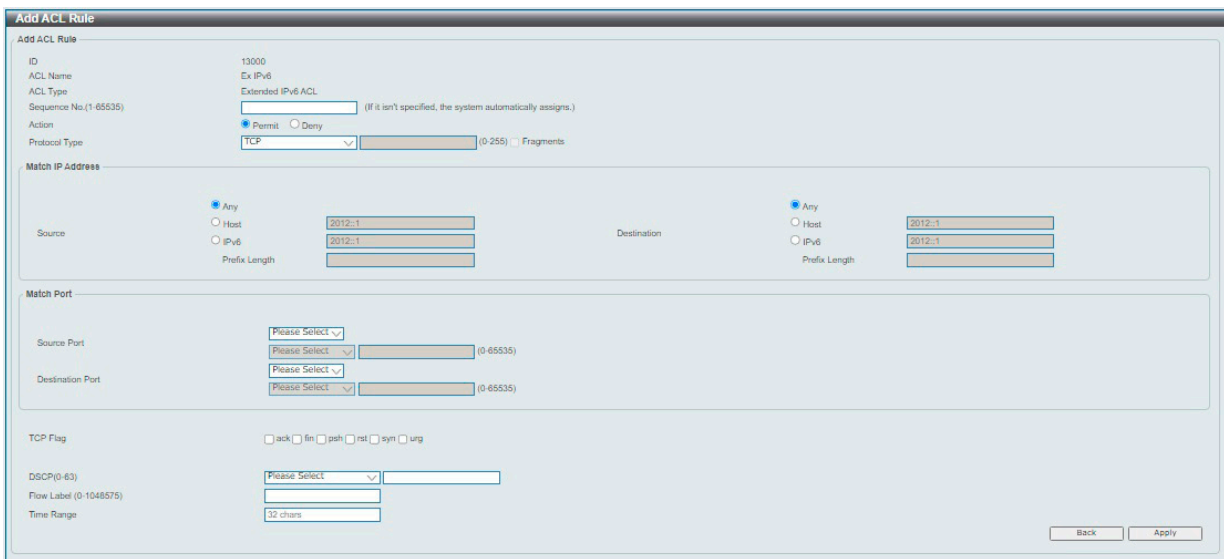 Add ACL Rule
Add ACL Rule
ID 13000
ACL Name Ex IPv6
ACL Type Extended IPv6 ACL
Sequence No.(1-65535) (If it isn't specified, the system automatically assigns.)
Action Permit Deny
Protocol Type TCP (0-255) Fragments
Match IP Address
Source
Any
Host 2012::1
IPv6 2012::1
Prefix Length
Destination
Any
Host 2012::1
IPv6 2012::1
Prefix Length
Match Port
Source Port
Please Select
Please Select (0-65535)
Destination Port
Please Select
Please Select (0-65535)
TCP Flag ack fin psh rst syn urg
DSCP(0-63) Please Select
Flow Label (0-1048575)
Time Range 32 chars
Back Apply